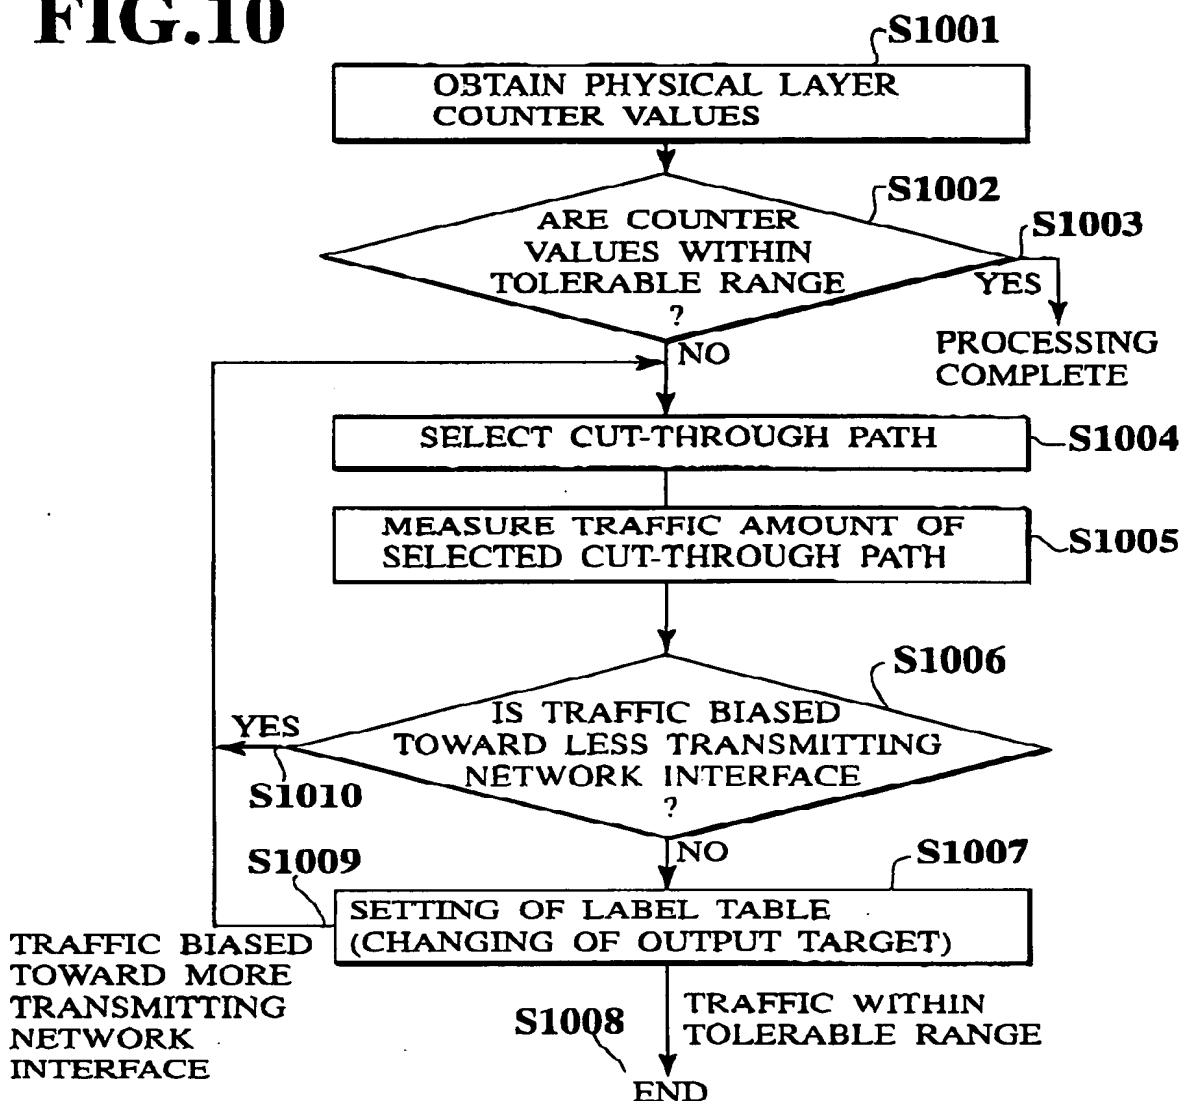 FIG.10
S1001
OBTAIN PHYSICAL LAYER
COUNTER VALUES
S1002
ARE COUNTER
VALUES WITHIN
TOLERABLE RANGE
?
S1003
YES
PROCESSING
COMPLETE
NO
SELECT CUT-THROUGH PATH
S1004
MEASURE TRAFFIC AMOUNT OF
SELECTED CUT-THROUGH PATH
S1005
S1006
IS TRAFFIC BIASED
TOWARD LESS TRANSMITTING
NETWORK INTERFACE
?
YES
S1010
NO
S1009
S1007
SETTING OF LABEL TABLE
(CHANGING OF OUTPUT TARGET)
TRAFFIC BIASED
TOWARD MORE
TRANSMITTING
NETWORK
INTERFACE
TRAFFIC WITHIN
TOLERABLE RANGE
S1008
END